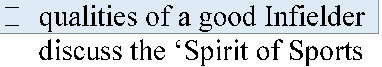 qualities of a good Infielder
discuss the ‘Spirit of Sports